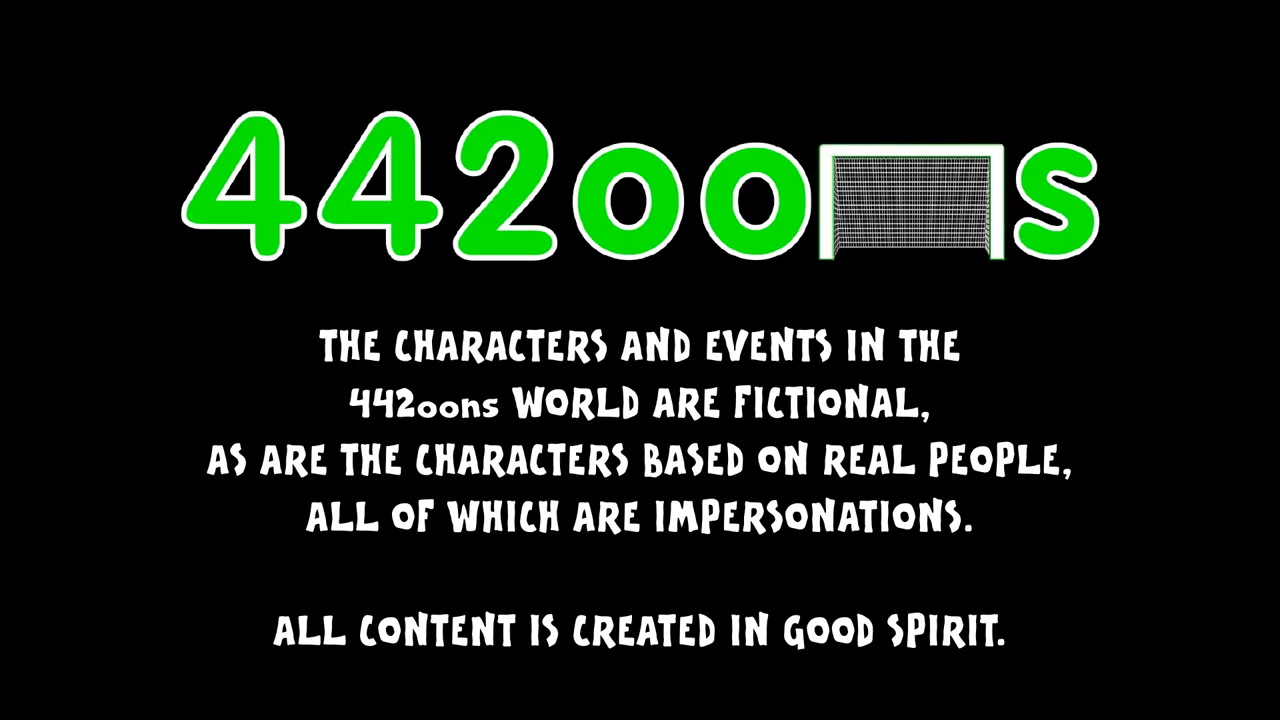 442oons
THE CHARACTERS AND EVENTS IN THE
442oons WORLD ARE FICTIONAL,
AS ARE THE CHARACTERS BASED ON REAL PEOPLE,
ALL OF WHICH ARE IMPERSONATIONS.
ALL CONTENT IS CREATED IN GOOD SPIRIT.